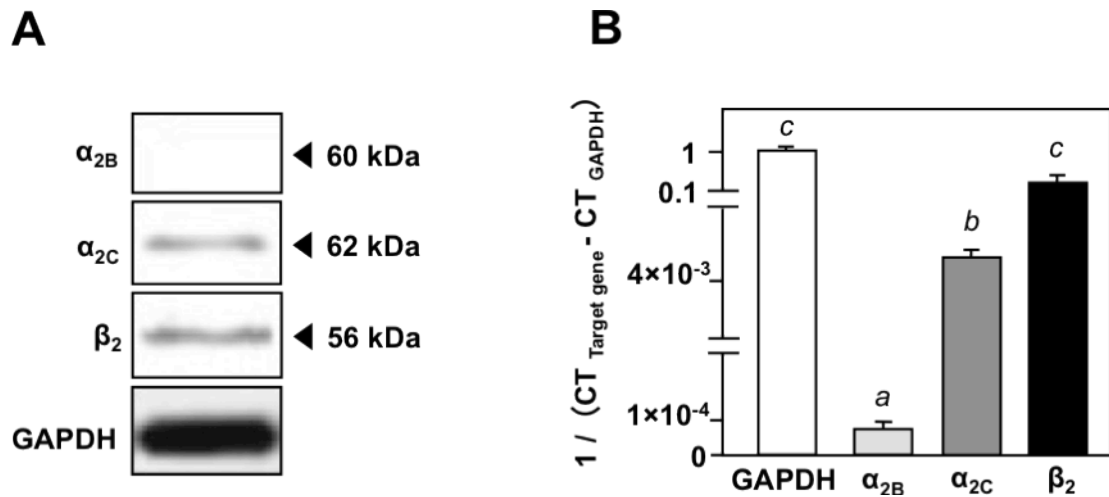 A
α2B ◀ 60 kDa
α2C ◀ 62 kDa
β2 ◀ 56 kDa
GAPDH
B
1 / (CT Target gene - CT GAPDH)
1
0.1
4×10⁻³
1×10⁻⁴
0
c
a
b
c
GAPDH α2B α2C β2